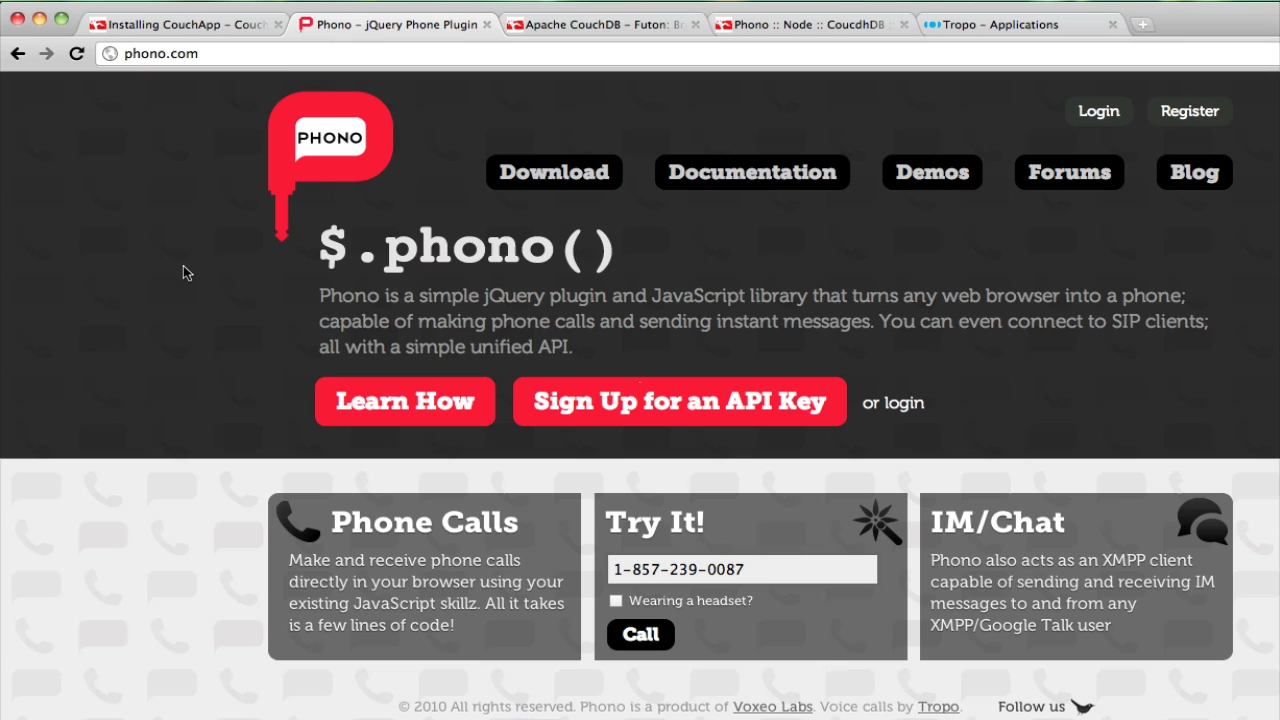 Installing CouchApp – Couch
Phono – jQuery Phone Plugin
Apache CouchDB – Futon: Br
Phono :: Node :: CoucdhDB
Tropo – Applications
phono.com
Login
Register
PHONO
Download
Documentation
Demos
Forums
Blog
$.phono()
Phono is a simple jQuery plugin and JavaScript library that turns any web browser into a phone;
capable of making phone calls and sending instant messages. You can even connect to SIP clients;
all with a simple unified API.
Learn How
Sign Up for an API Key
or login
Phone Calls
Make and receive phone calls
directly in your browser using your
existing JavaScript skillz. All it takes
is a few lines of code!
Try It!
1-857-239-0087
Wearing a headset?
Call
IM/Chat
Phono also acts as an XMPP client
capable of sending and receiving IM
messages to and from any
XMPP/Google Talk user
© 2010 All rights reserved. Phono is a product of Voxeo Labs. Voice calls by Tropo.
Follow us